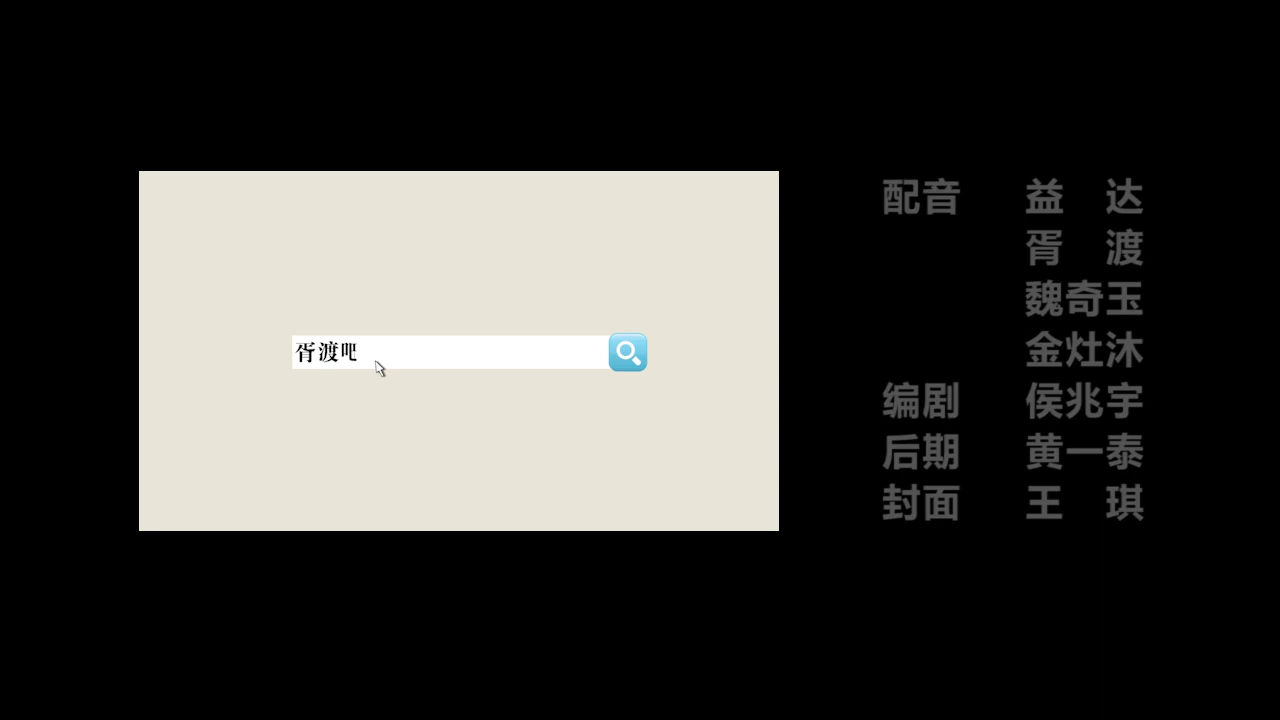 胥渡吧
配音 益 达
胥 渡
魏奇玉
金灶沐
编剧 侯兆宇
后期 黄一泰
封面 王 琪